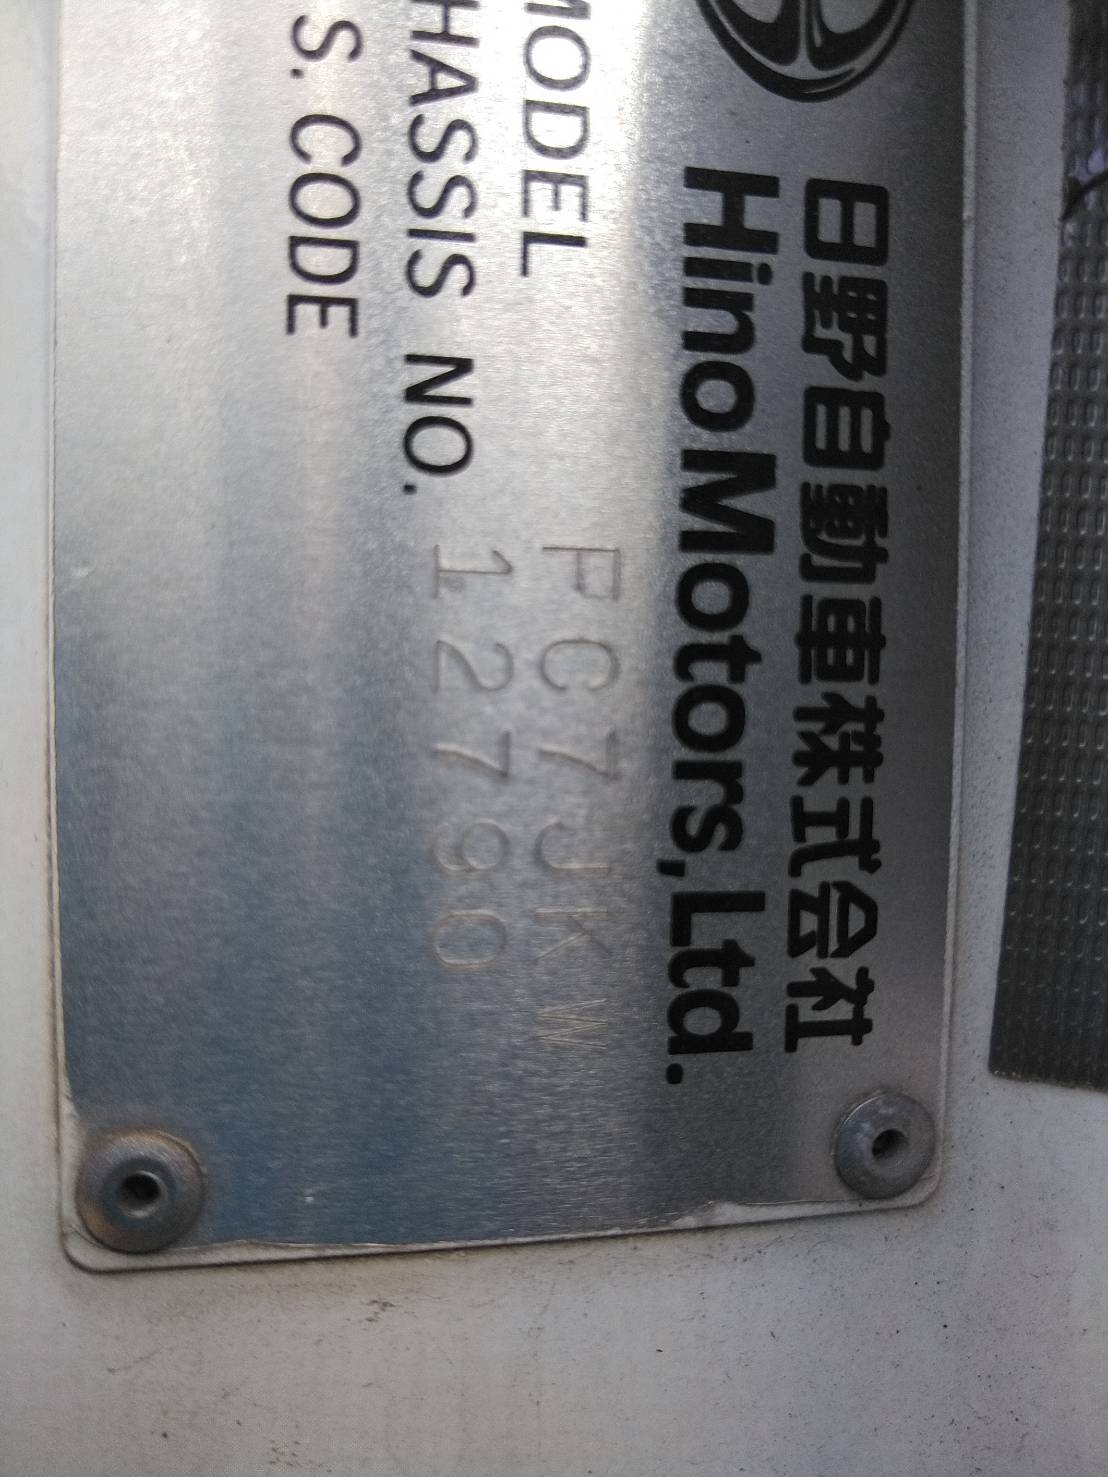 日野自動車株式会社
Hino Motors, Ltd.
MODEL FC7JKW
CHASSIS NO. 12790
S. CODE